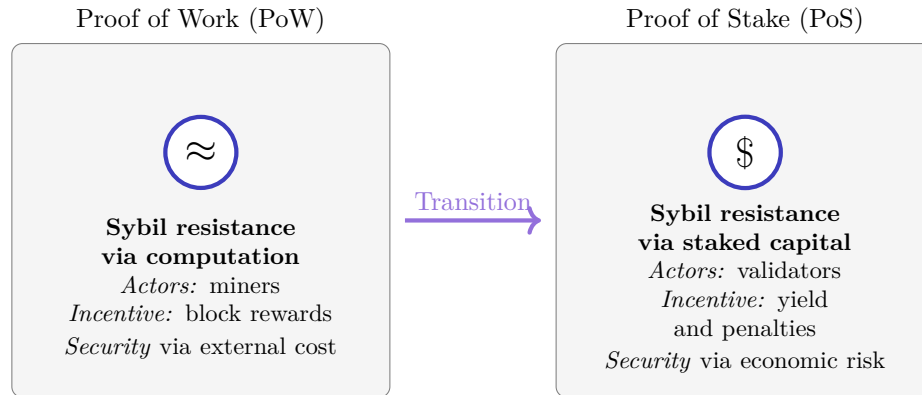 Proof of Work (PoW)
≈
Sybil resistance
via computation
Actors: miners
Incentive: block rewards
Security via external cost
Transition
Proof of Stake (PoS)
$
Sybil resistance
via staked capital
Actors: validators
Incentive: yield
and penalties
Security via economic risk